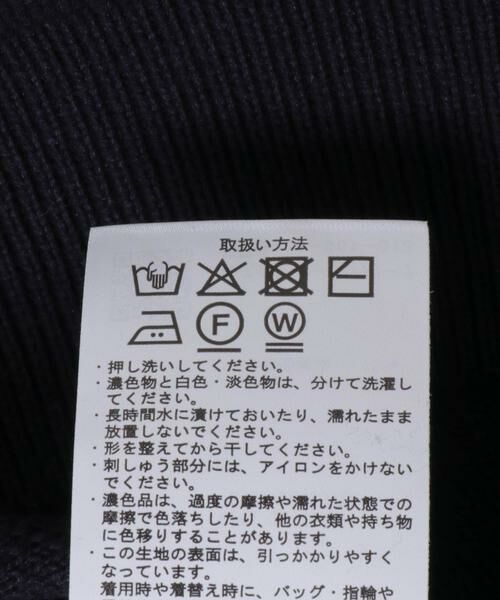 取扱い方法
F W
・押し洗いしてください。
・濃色物と白色・淡色物は、分けて洗濯し
てください。
・長時間水に漬けておいたり、濡れたまま
放置しないでください。
・形を整えてから干してください。
・刺しゅう部分には、アイロンをかけない
でください。
・濃色品は、過度の摩擦や濡れた状態での
摩擦で色落ちしたり、他の衣類や持ち物
に色移りすることがあります。
・この生地の表面は、引っかかりやすく
なっています。
着用時や着替え時に、バッグ・指輪や